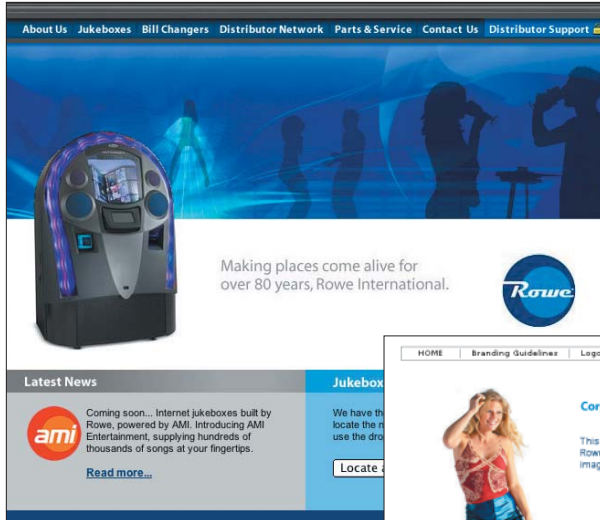 About Us Jukeboxes Bill Changers Distributor Network Parts & Service Contact Us Distributor Support
Making places come alive for
over 80 years, Rowe International.
Rowe
Latest News
ami
Coming soon... Internet jukeboxes built by
Rowe, powered by AMI. Introducing AMI
Entertainment, supplying hundreds of
thousands of songs at your fingertips.
Read more...
Jukebox
We have th
locate the n
use the dro
Locate a
HOME Branding Guidelines Logo
Cor
This
Rowe
imag